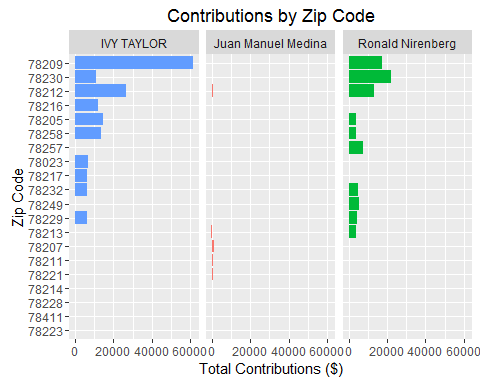 Contributions by Zip Code
IVY TAYLOR
Juan Manuel Medina
Ronald Nirenberg
Zip Code
78209
78230
78212
78216
78205
78258
78257
78023
78217
78232
78249
78229
78213
78207
78211
78221
78214
78228
78411
78223
0 20000 40000 60000
0 20000 40000 60000
0 20000 40000 60000
Total Contributions ($)